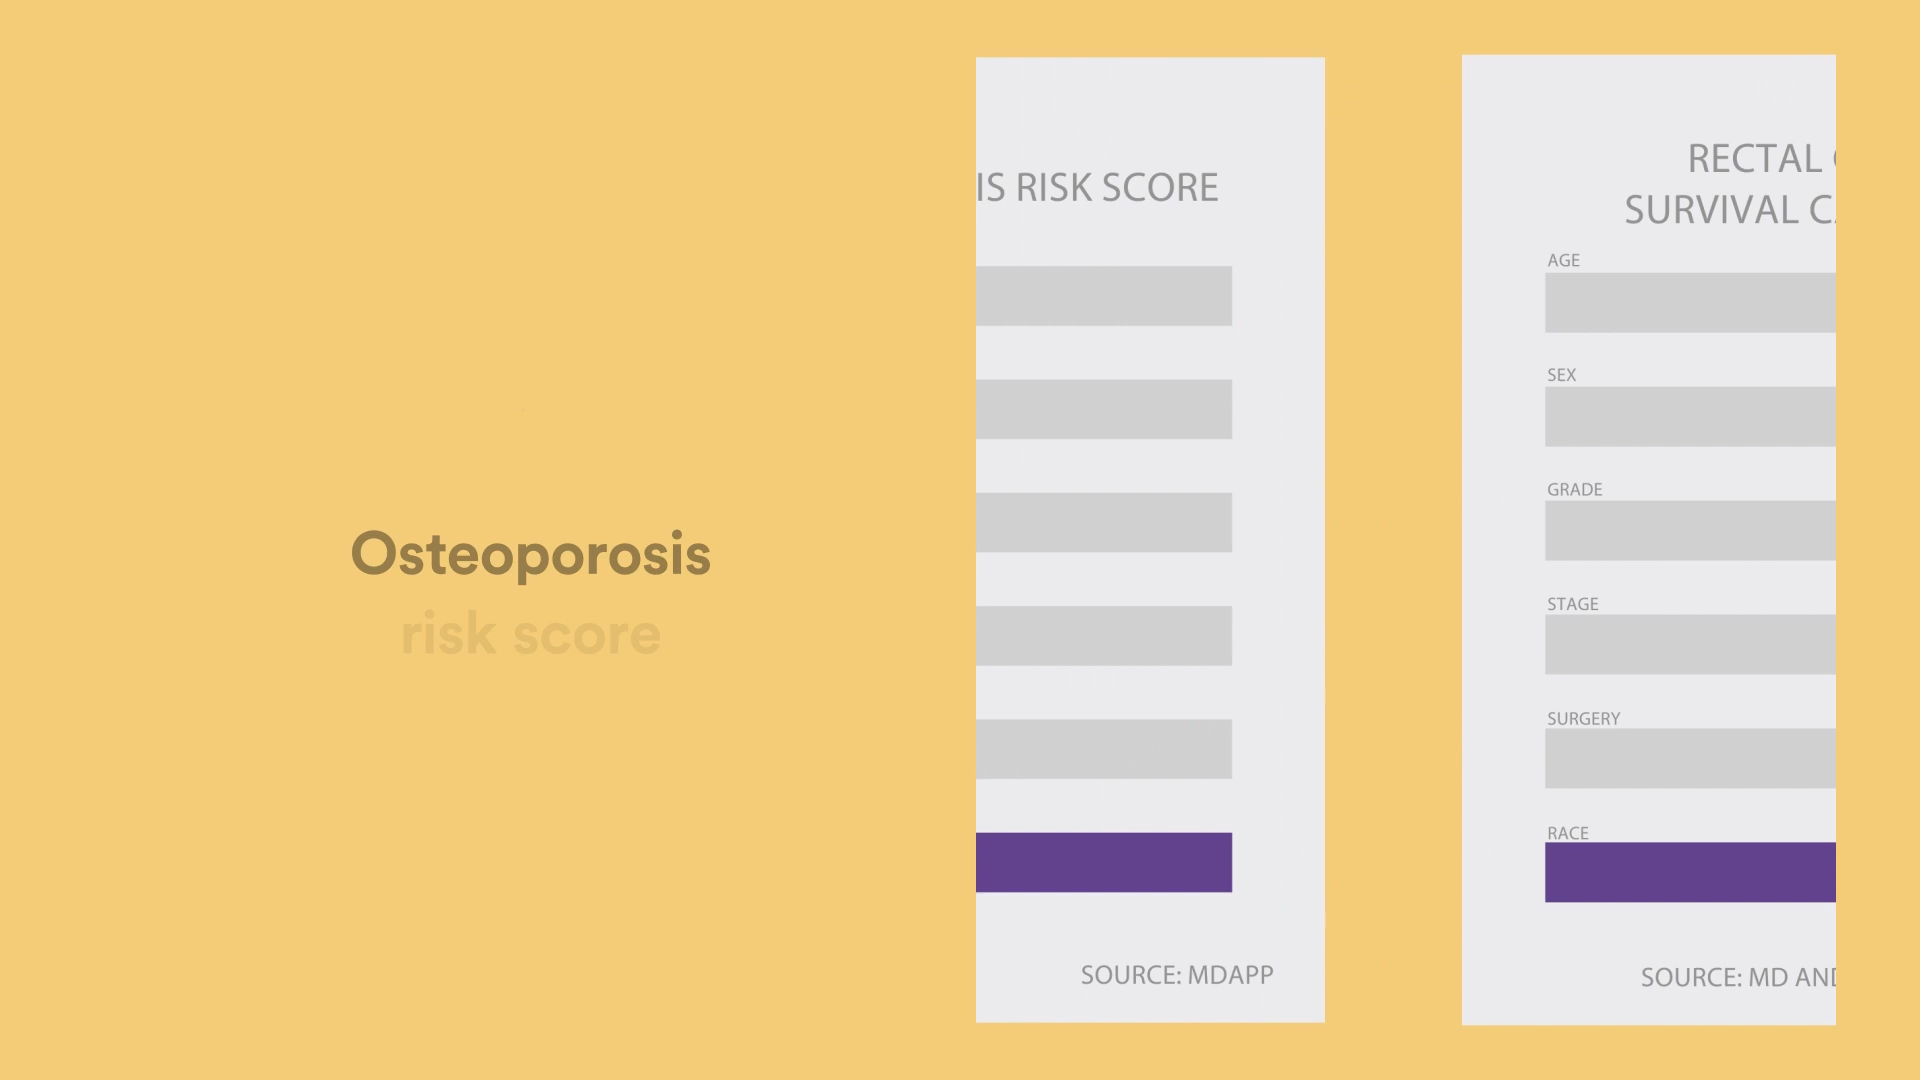 Osteoporosis
risk score
IS RISK SCORE
SOURCE: MDAPP
RECTAL
SURVIVAL C
AGE
SEX
GRADE
STAGE
SURGERY
RACE
SOURCE: MD AND